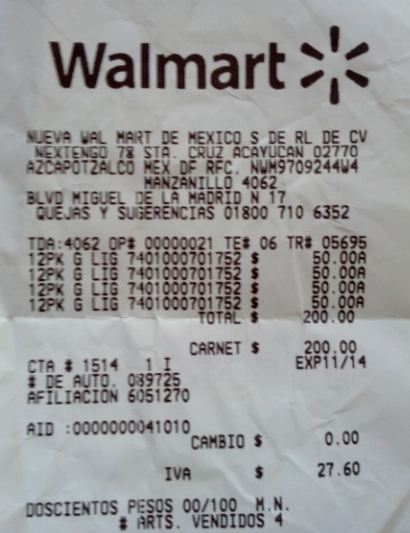 Walmart
NUEVA WAL MART DE MEXICO S DE RL DE CV
NEXTENGO 78 STA. CRUZ ACAYUCAN 02770
AZCAPOTZALCO MEX DF RFC. NWM9709244W4
MANZANILLO 4062
BLVD MIGUEL DE LA MADRID N 17
QUEJAS Y SUGERENCIAS 01800 710 6352
TDA:4062 OP# 00000021 TE# 06 TR# 05695
12PK G LIG 7401000701752 $ 50.00A
12PK G LIG 7401000701752 $ 50.00A
12PK G LIG 7401000701752 $ 50.00A
12PK G LIG 7401000701752 $ 50.00A
TOTAL $ 200.00
CARNET $ 200.00
CTA # 1514 1 I EXP11/14
# DE AUTO. 089725
AFILIACION 6051270
AID :0000000041010
CAMBIO $ 0.00
IVA $ 27.60
DOSCIENTOS PESOS 00/100 M.N.
# ARTS. VENDIDOS 4